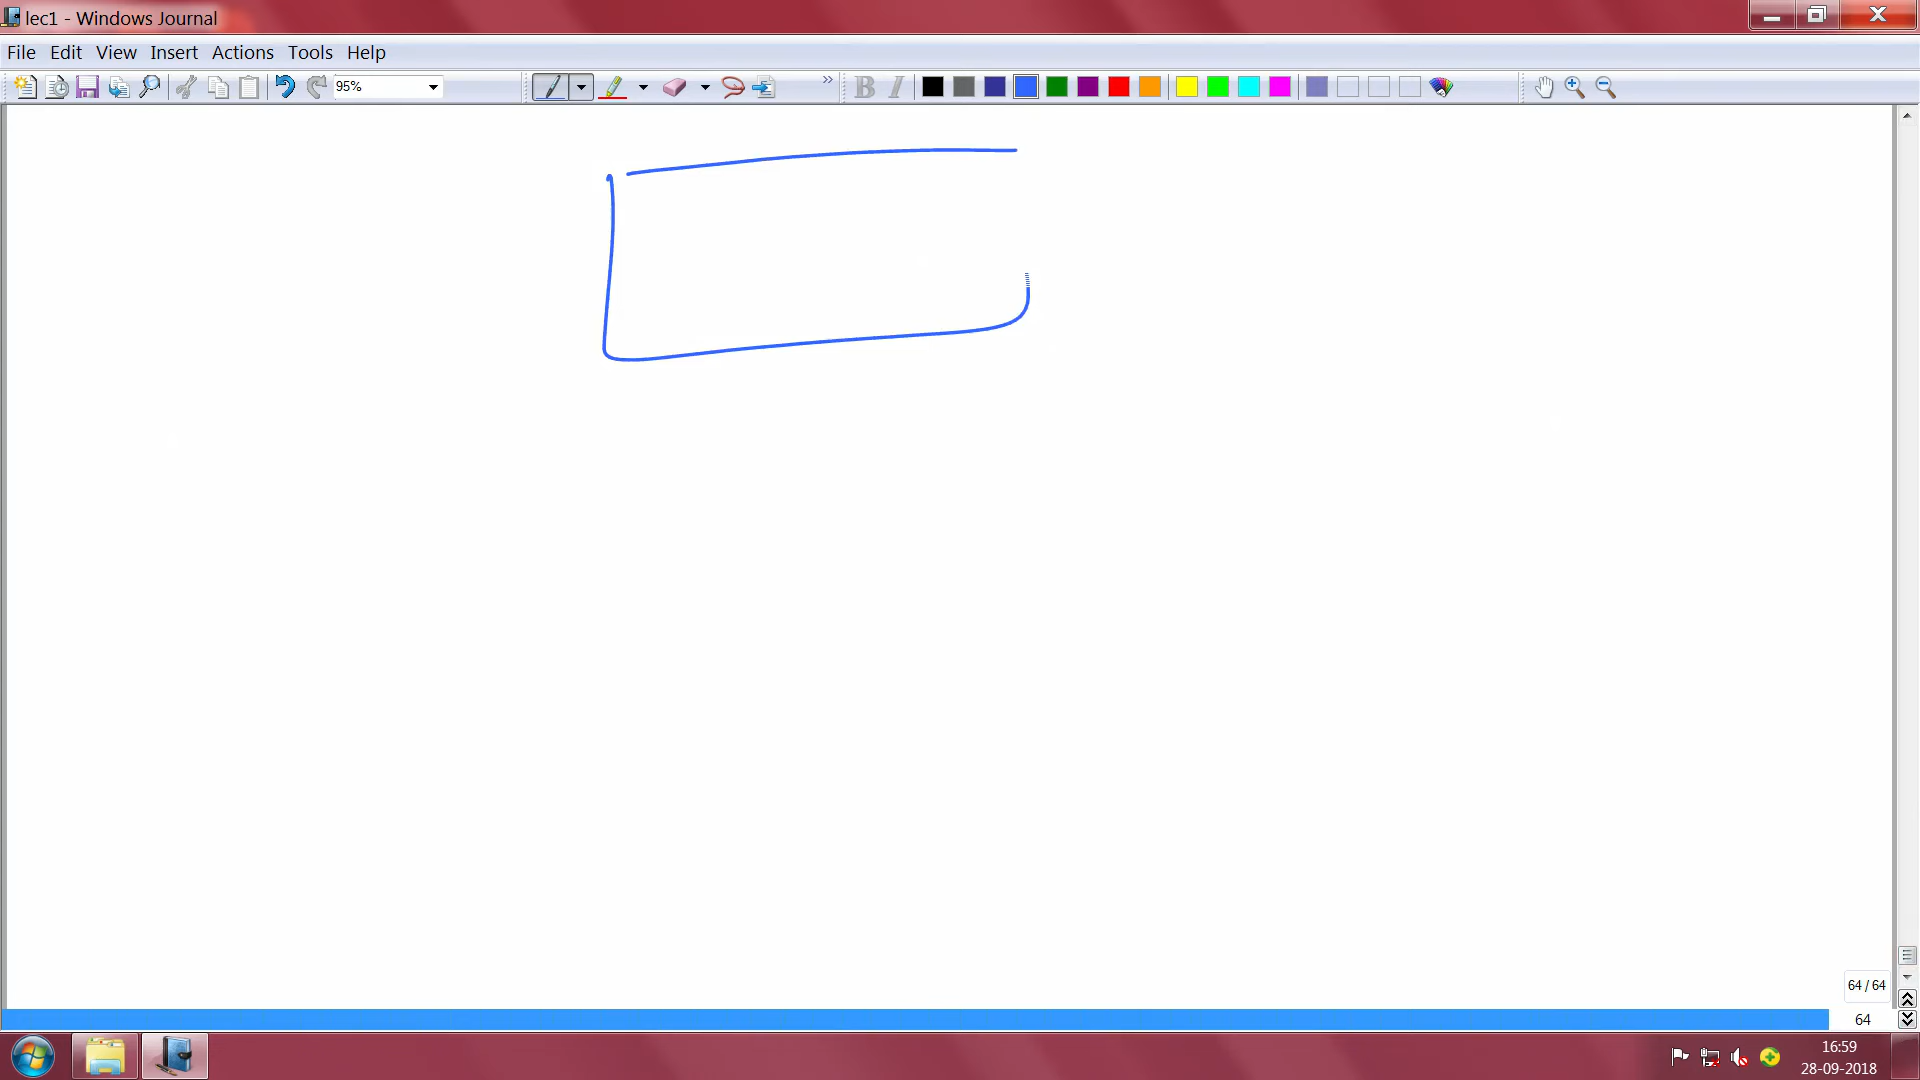 lec1 - Windows Journal
File Edit View Insert Actions Tools Help
95% » B I
64 / 64
64
16:59
28-09-2018